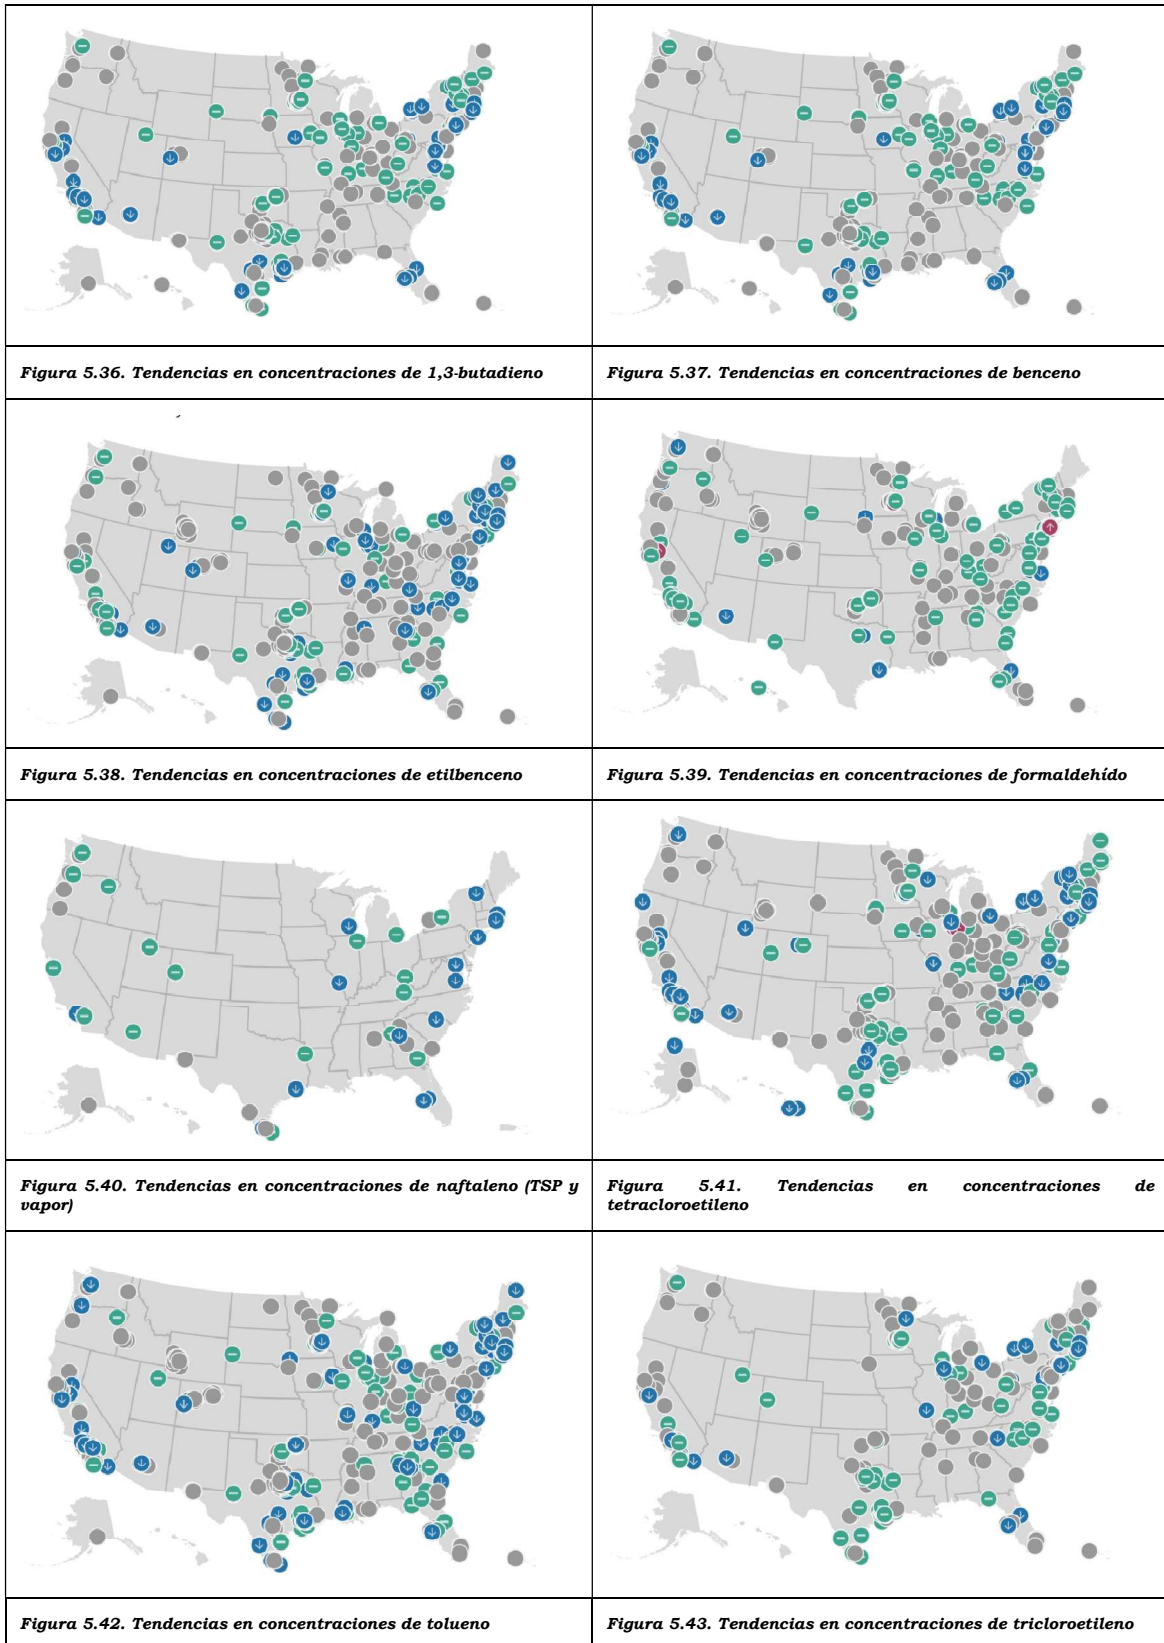 Figura 5.36. Tendencias en concentraciones de 1,3-butadieno
Figura 5.37. Tendencias en concentraciones de benceno
Figura 5.38. Tendencias en concentraciones de etilbenceno
Figura 5.39. Tendencias en concentraciones de formaldehído
Figura 5.40. Tendencias en concentraciones de naftaleno (TSP y
vapor)
Figura 5.41. Tendencias en concentraciones de
tetracloroetileno
Figura 5.42. Tendencias en concentraciones de tolueno
Figura 5.43. Tendencias en concentraciones de tricloroetileno